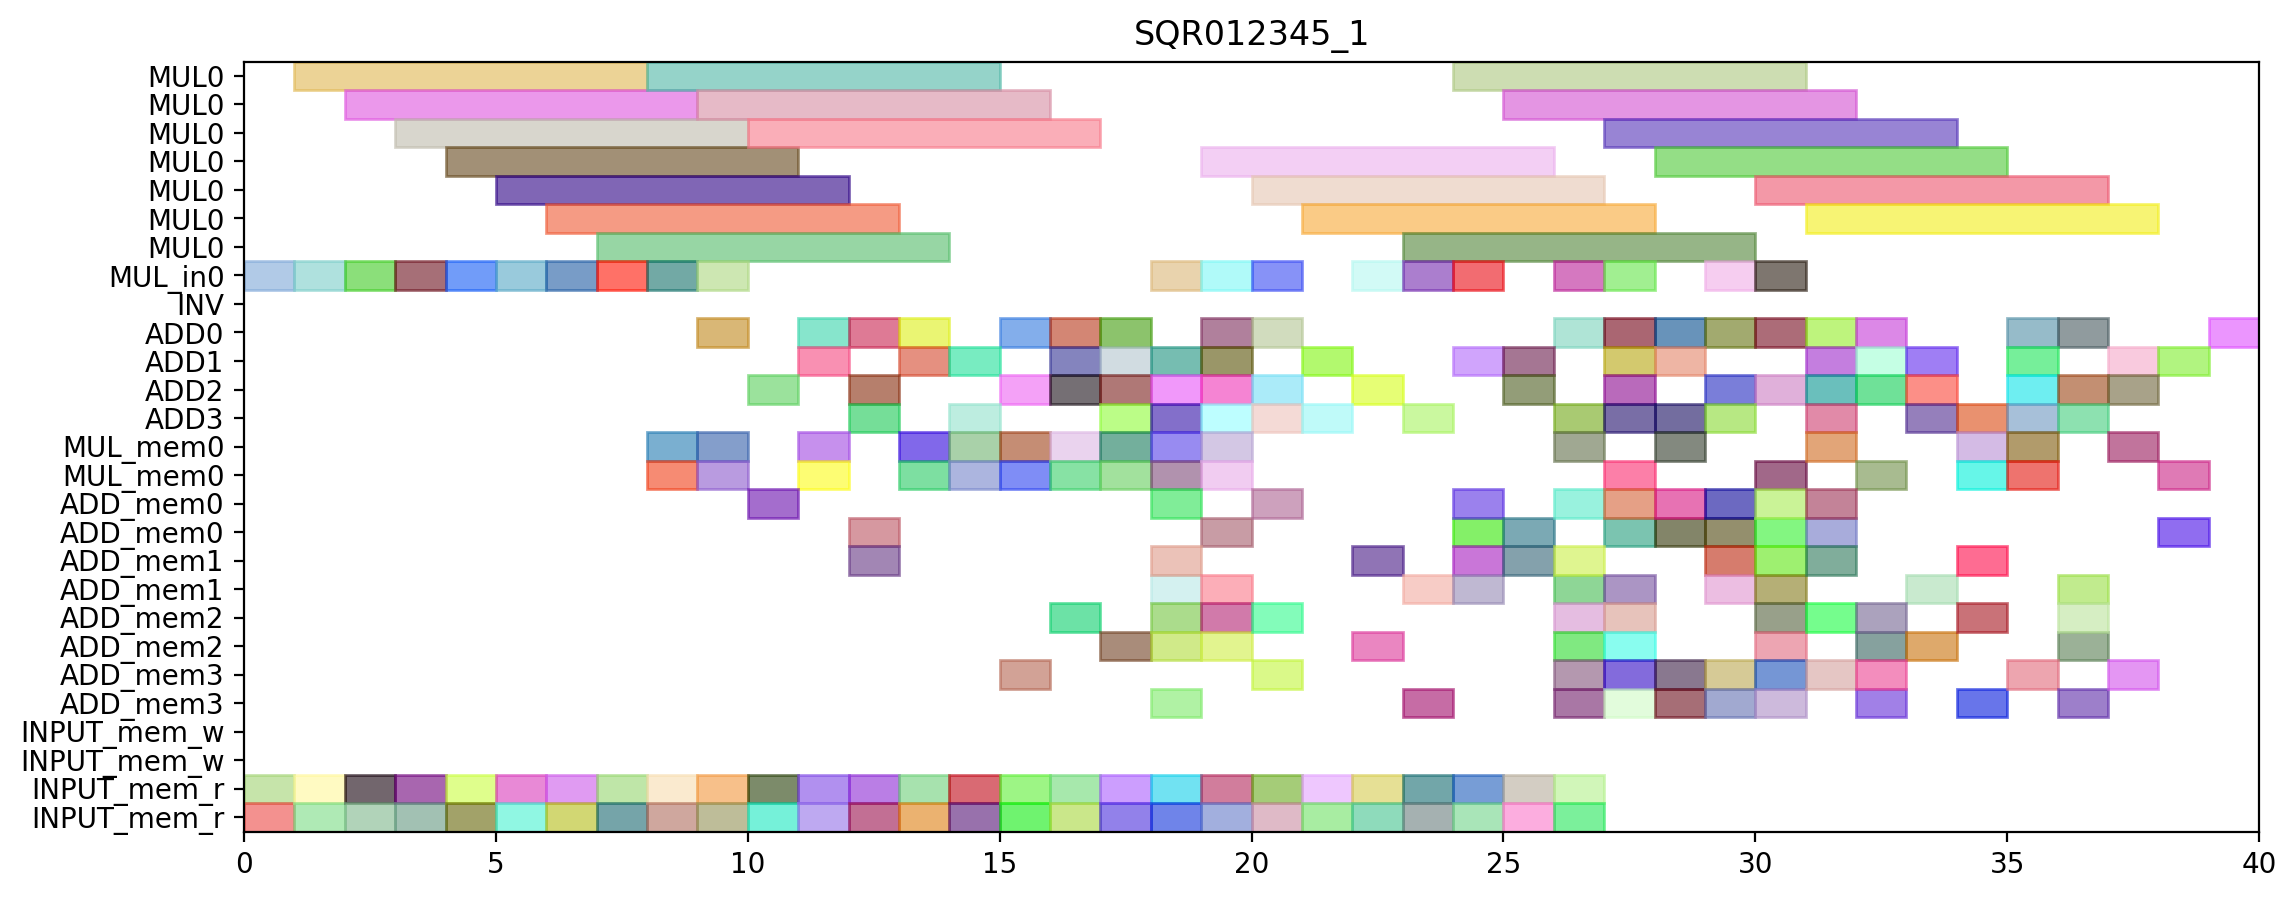 SQR012345_1
MUL0
MUL0
MUL0
MUL0
MUL0
MUL0
MUL0
MUL_in0
INV
ADD0
ADD1
ADD2
ADD3
MUL_mem0
MUL_mem0
ADD_mem0
ADD_mem0
ADD_mem1
ADD_mem1
ADD_mem2
ADD_mem2
ADD_mem3
ADD_mem3
INPUT_mem_w
INPUT_mem_w
INPUT_mem_r
INPUT_mem_r
0 5 10 15 20 25 30 35 40